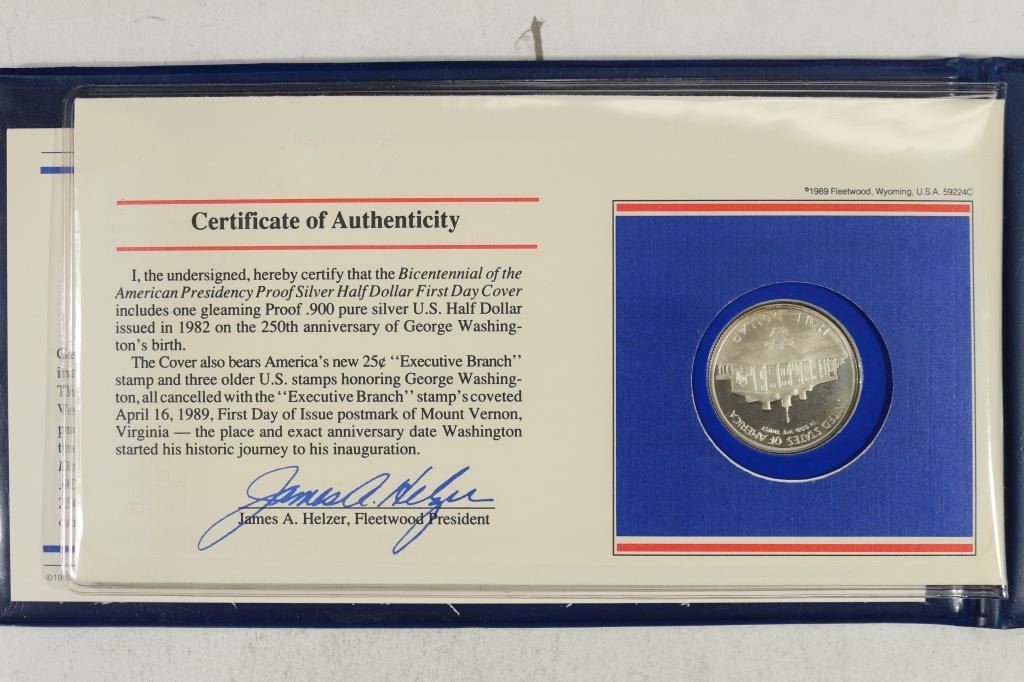 ©1989 Fleetwood, Wyoming, U.S.A. 59224C
Certificate of Authenticity
I, the undersigned, hereby certify that the Bicentennial of the
American Presidency Proof Silver Half Dollar First Day Cover
includes one gleaming Proof .900 pure silver U.S. Half Dollar
issued in 1982 on the 250th anniversary of George Washing-
ton's birth.
The Cover also bears America's new 25¢ "Executive Branch"
stamp and three older U.S. stamps honoring George Washing-
ton, all cancelled with the "Executive Branch" stamp's coveted
April 16, 1989, First Day of Issue postmark of Mount Vernon,
Virginia — the place and exact anniversary date Washington
started his historic journey to his inauguration.
James A. Helzer
James A. Helzer, Fleetwood President
HALF DOLLAR
IN GOD WE TRUST
UNITED STATES OF AMERICA